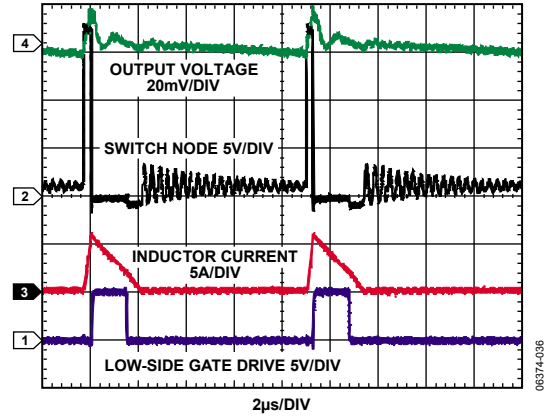 4
OUTPUT VOLTAGE
20mV/DIV
SWITCH NODE 5V/DIV
2
INDUCTOR CURRENT
5A/DIV
3
1
LOW-SIDE GATE DRIVE 5V/DIV
2µs/DIV
06374-036